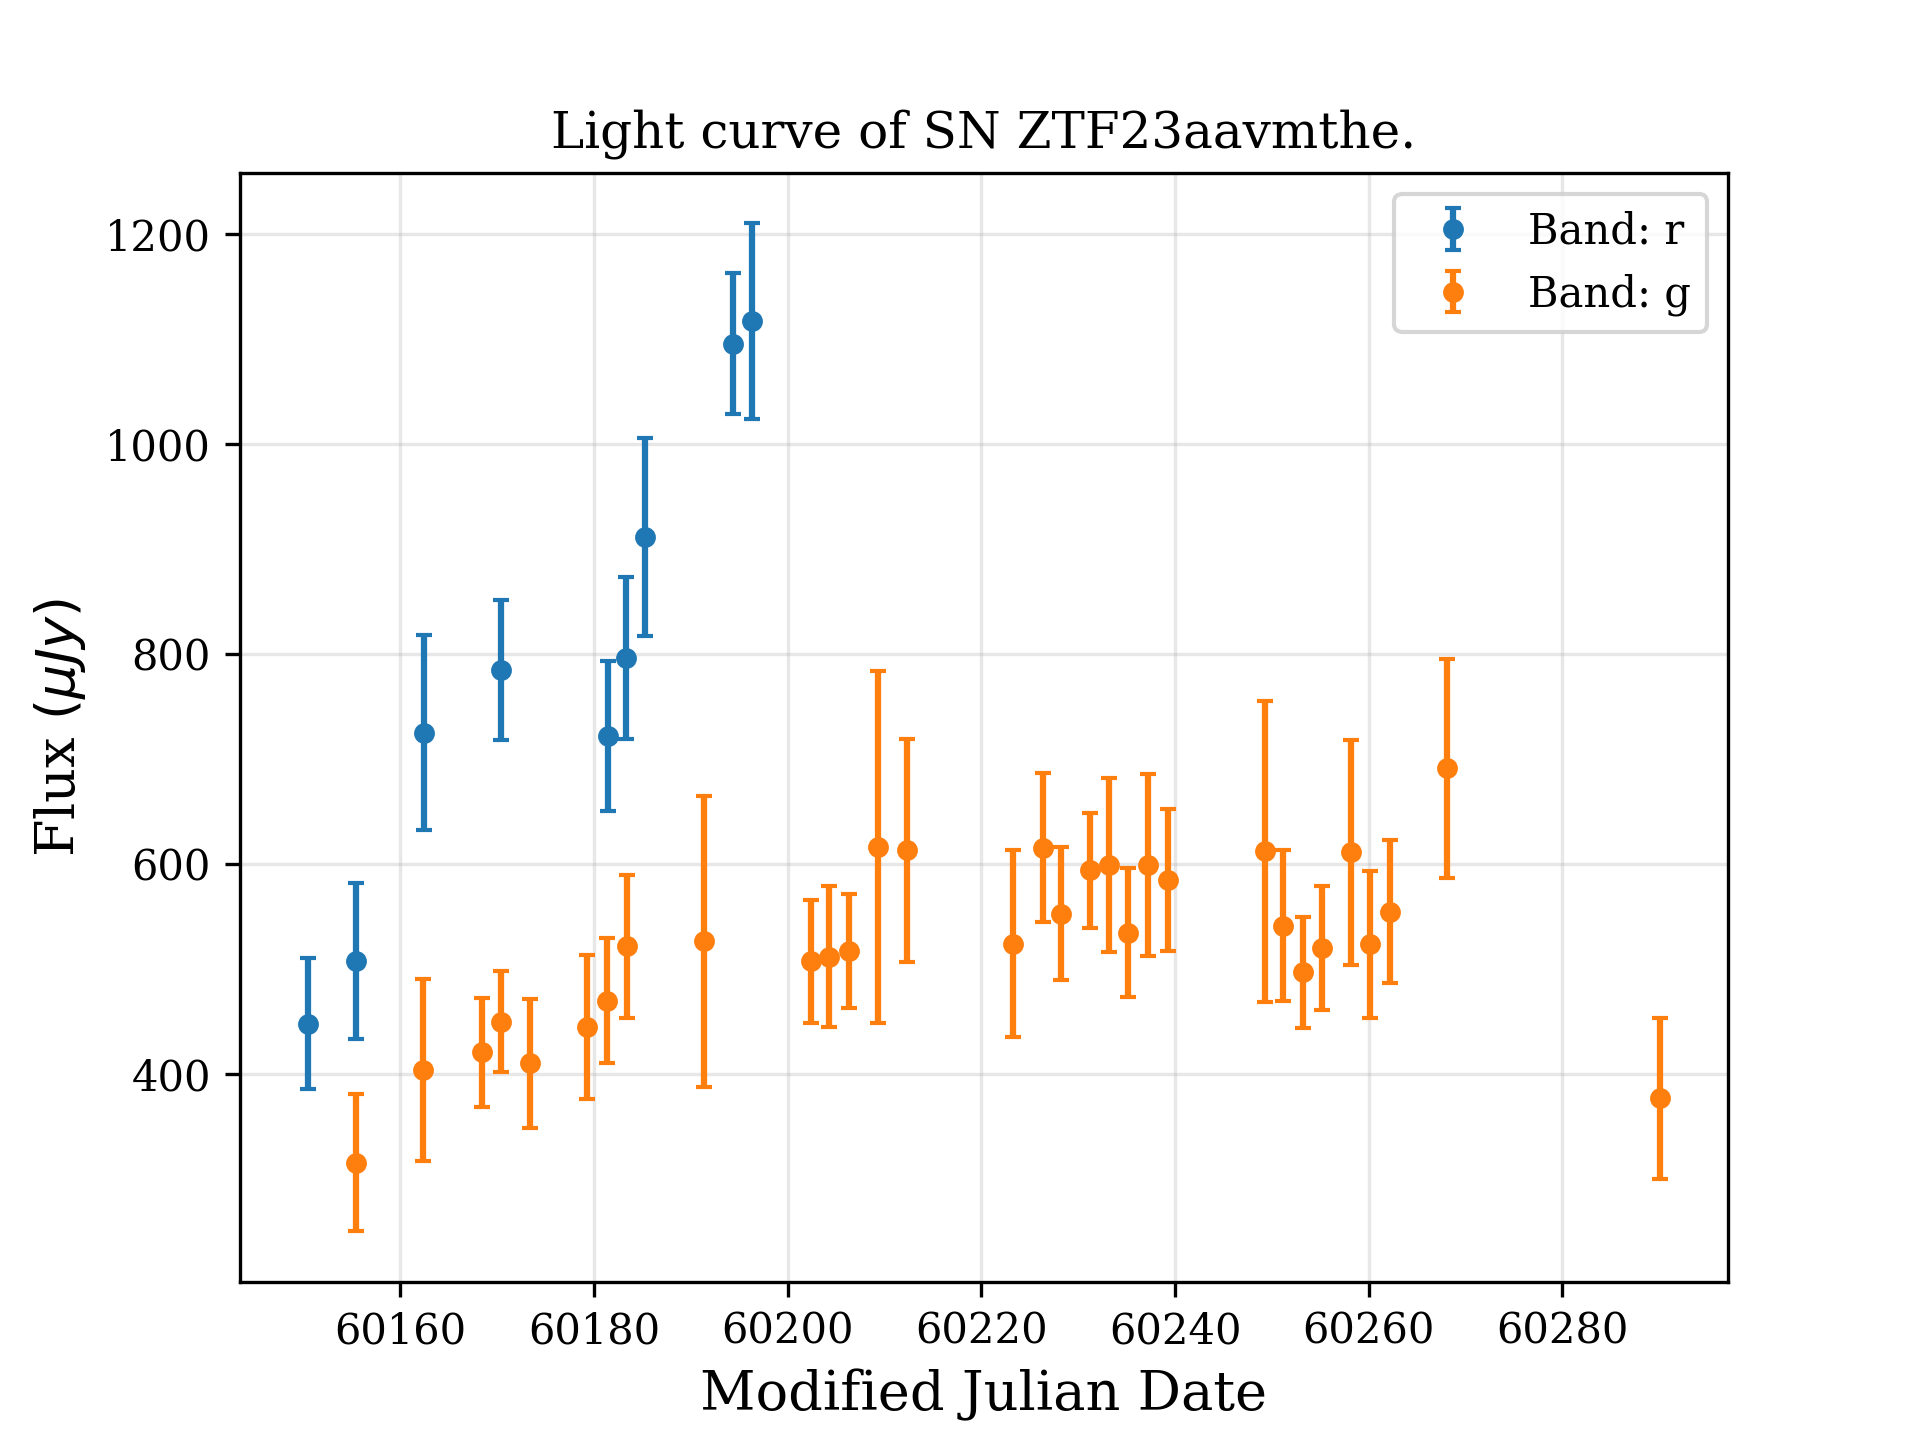 Light curve of SN ZTF23aavmthe.
Band: r
Band: g
1200
1000
800
600
400
Flux (μJy)
60160 60180 60200 60220 60240 60260 60280
Modified Julian Date